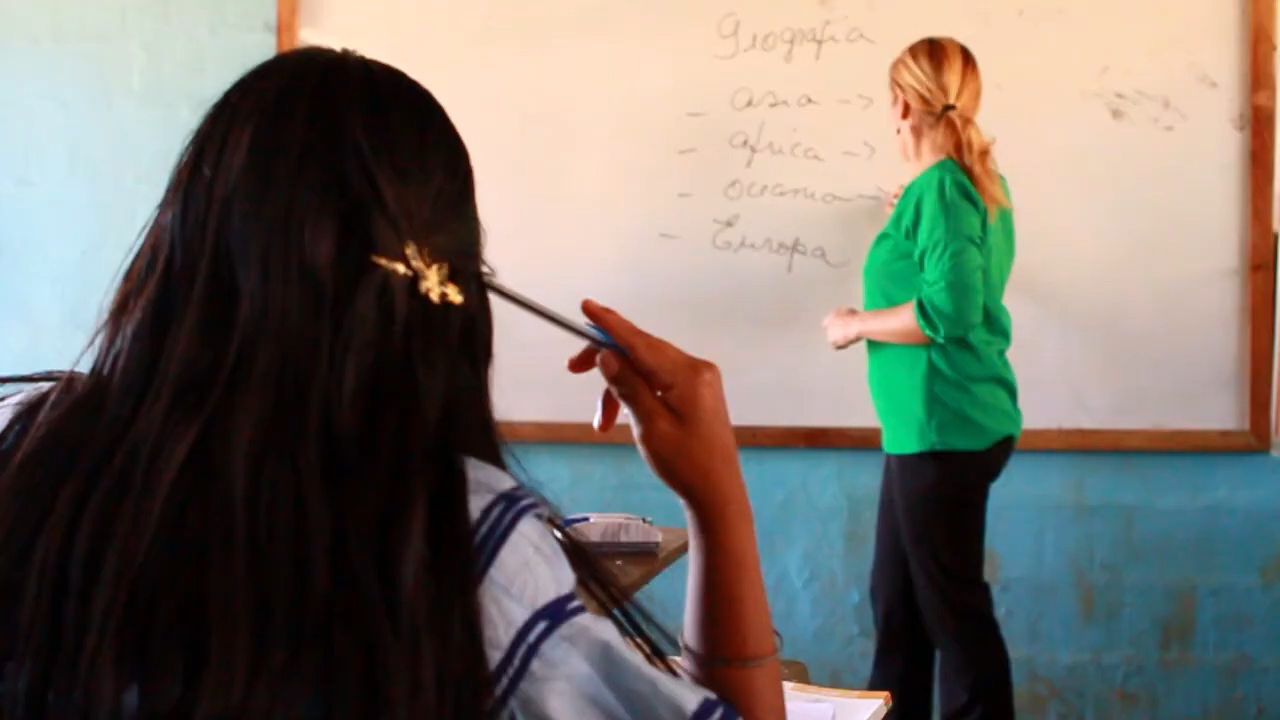 Geografia
- asia ->
- africa ->
- oceania ->
- Europa